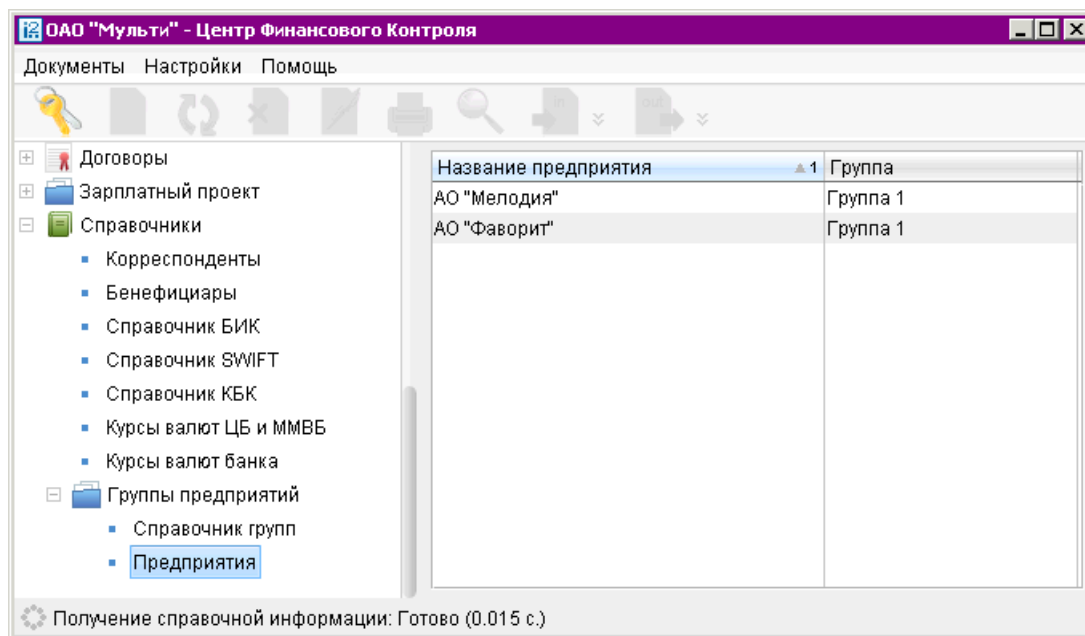 ОАО "Мульти" - Центр Финансового Контроля
Документы Настройки Помощь
in out
Договоры
Зарплатный проект
Справочники
Корреспонденты
Бенефициары
Справочник БИК
Справочник SWIFT
Справочник КБК
Курсы валют ЦБ и ММВБ
Курсы валют банка
Группы предприятий
Справочник групп
Предприятия
Название предприятия 1 Группа
АО "Мелодия" Группа 1
АО "Фаворит" Группа 1
Получение справочной информации: Готово (0.015 с.)